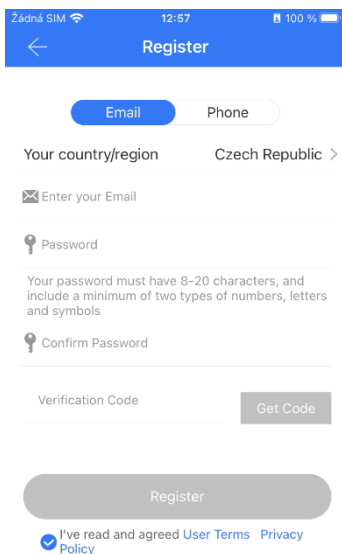 Žádná SIM 12:57 100 %
Register
Email Phone
Your country/region Czech Republic
Enter your Email
Password
Your password must have 8-20 characters, and
include a minimum of two types of numbers, letters
and symbols
Confirm Password
Verification Code Get Code
Register
I've read and agreed User Terms Privacy
Policy